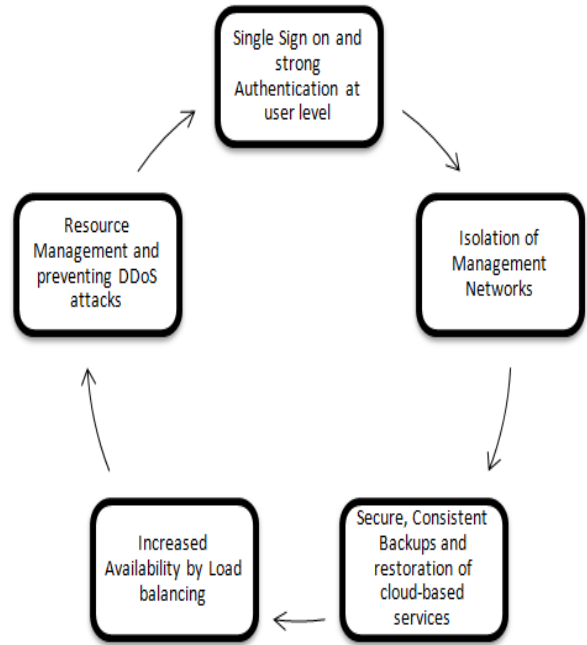 Single Sign on and
strong
Authentication at
user level
Isolation of
Management
Networks
Secure, Consistent
Backups and
restoration of
cloud-based
services
Increased
Availability by Load
balancing
Resource
Management and
preventing DDoS
attacks